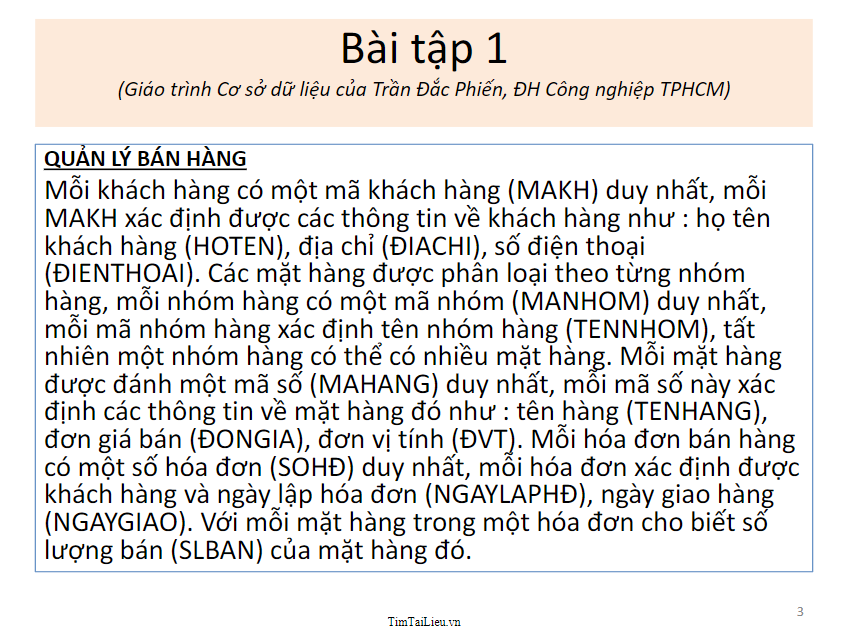 Bài tập 1
(Giáo trình Cơ sở dữ liệu của Trần Đắc Phiến, ĐH Công nghiệp TPHCM)
QUẢN LÝ BÁN HÀNG
Mỗi khách hàng có một mã khách hàng (MAKH) duy nhất, mỗi
MAKH xác định được các thông tin về khách hàng như : họ tên
khách hàng (HOTEN), địa chỉ (ĐIACHI), số điện thoại
(ĐIENTHOAI). Các mặt hàng được phân loại theo từng nhóm
hàng, mỗi nhóm hàng có một mã nhóm (MANHOM) duy nhất,
mỗi mã nhóm hàng xác định tên nhóm hàng (TENNHOM), tất
nhiên một nhóm hàng có thể có nhiều mặt hàng. Mỗi mặt hàng
được đánh một mã số (MAHANG) duy nhất, mỗi mã số này xác
định các thông tin về mặt hàng đó như : tên hàng (TENHANG),
đơn giá bán (ĐONGIA), đơn vị tính (ĐVT). Mỗi hóa đơn bán hàng
có một số hóa đơn (SOHĐ) duy nhất, mỗi hóa đơn xác định được
khách hàng và ngày lập hóa đơn (NGAYLAPHĐ), ngày giao hàng
(NGAYGIAO). Với mỗi mặt hàng trong một hóa đơn cho biết số
lượng bán (SLBAN) của mặt hàng đó.
3
TimTaiLieu.vn